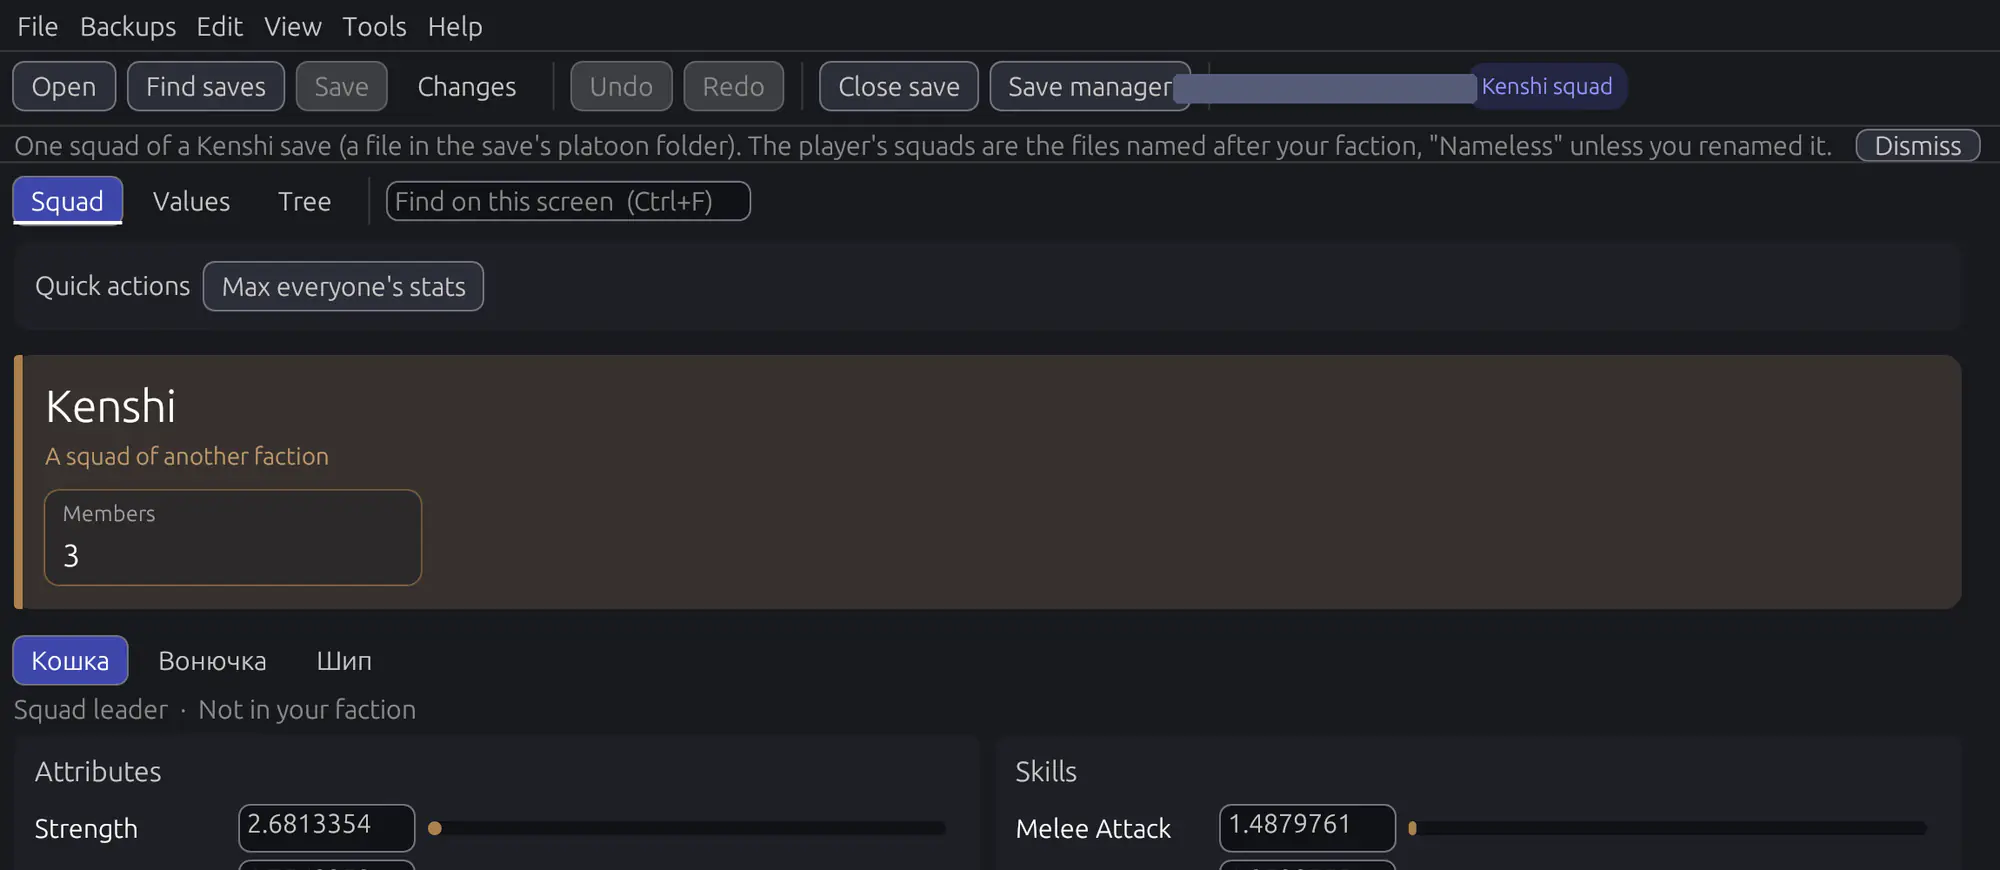 File Backups Edit View Tools Help
Open Find saves Save Changes Undo Redo Close save Save manager Kenshi squad
One squad of a Kenshi save (a file in the save's platoon folder). The player's squads are the files named after your faction, "Nameless" unless you renamed it. Dismiss
Squad Values Tree Find on this screen (Ctrl+F)
Quick actions Max everyone's stats
Kenshi
A squad of another faction
Members
3
Кошка Вонючка Шип
Squad leader · Not in your faction
Attributes
Strength 2.6813354
Skills
Melee Attack 1.4879761